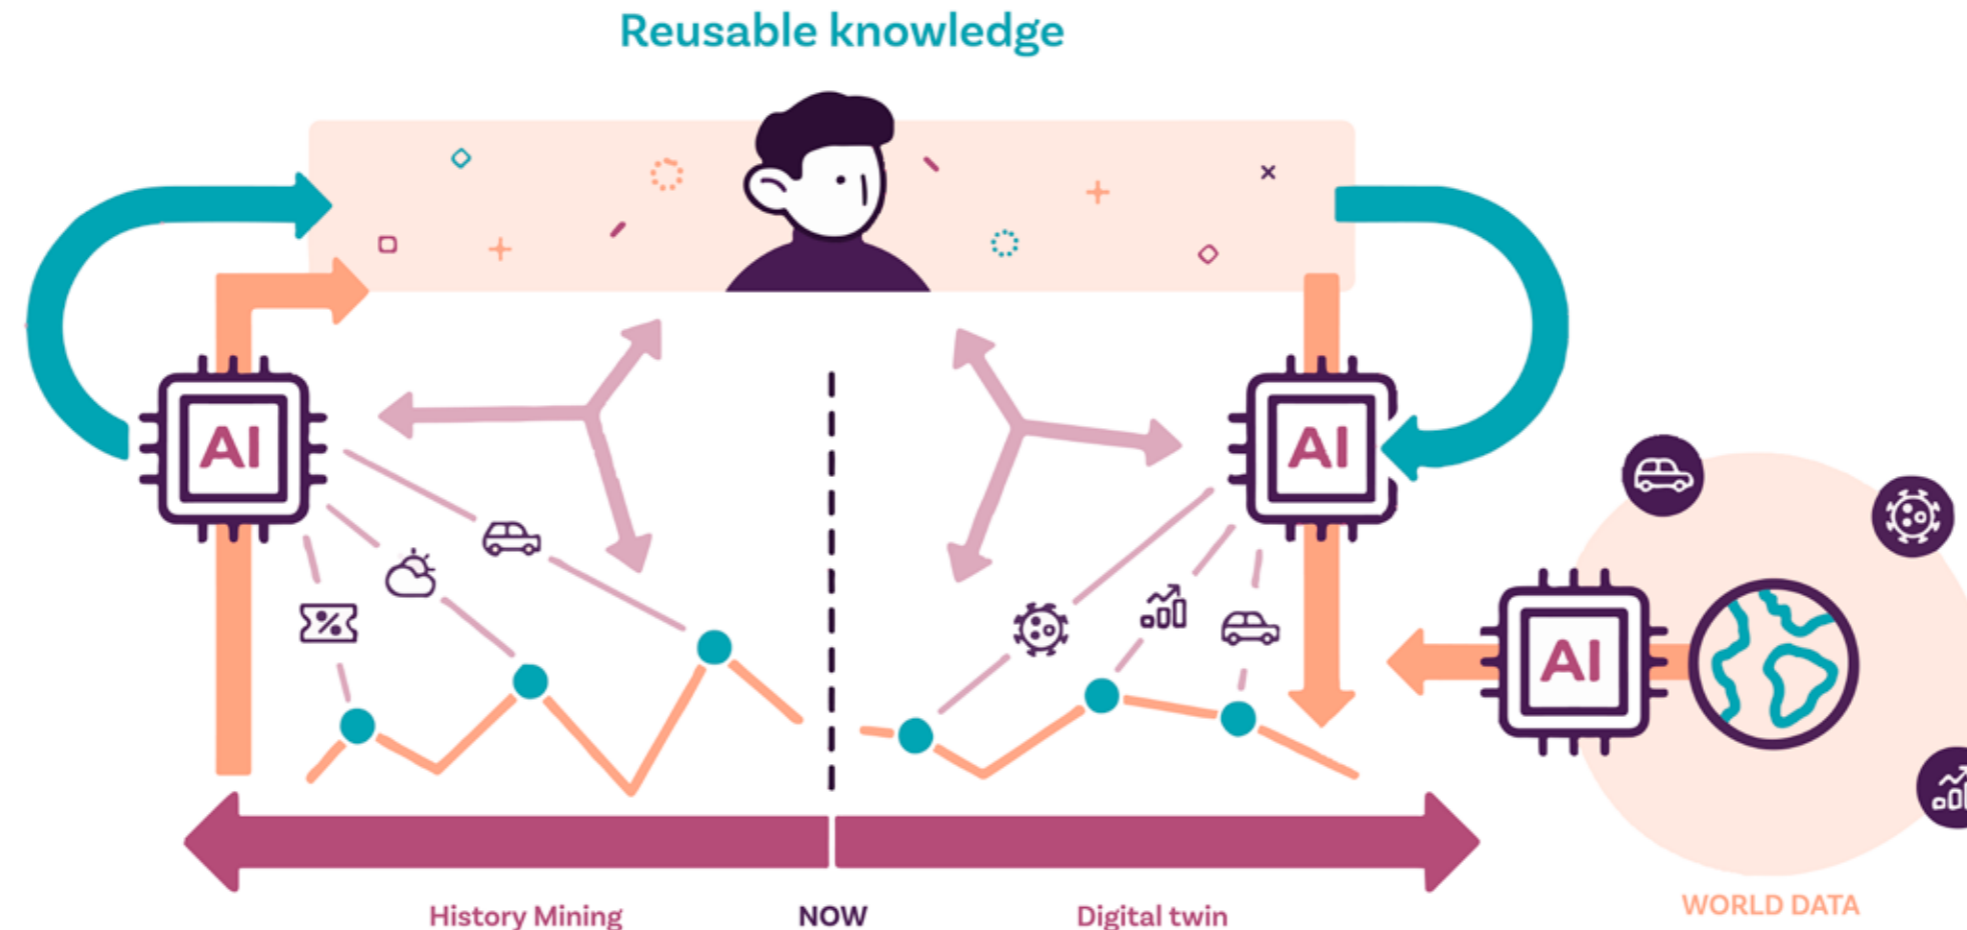 Reusable knowledge
AI
AI
%
AI
History Mining
NOW
Digital twin
WORLD DATA